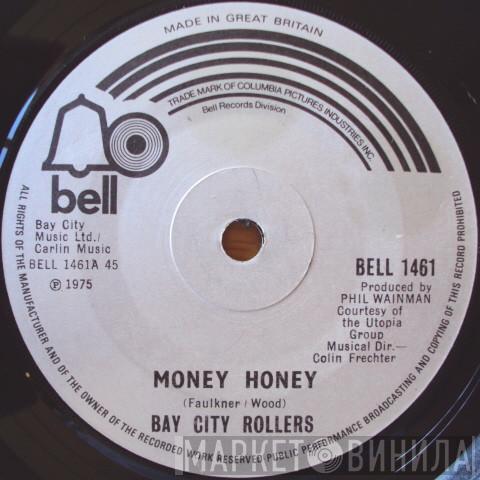 MADE IN GREAT BRITAIN
TRADE MARK OF COLUMBIA PICTURES INDUSTRIES INC.
Bell Records Division
bell
Bay City
Music Ltd./
Carlin Music
BELL 1461A 45
℗ 1975
BELL 1461
Produced by
PHIL WAINMAN
Courtesy of
the Utopia
Group
Musical Dir.—
Colin Frechter
MONEY HONEY
(Faulkner/Wood)
BAY CITY ROLLERS
ALL RIGHTS OF THE MANUFACTURER AND OF THE OWNER OF THE RECORDED WORK RESERVED PUBLIC PERFORMANCE BROADCASTING AND COPYING OF THIS RECORD PROHIBITED
МАРКЕТ ВИНИЛА